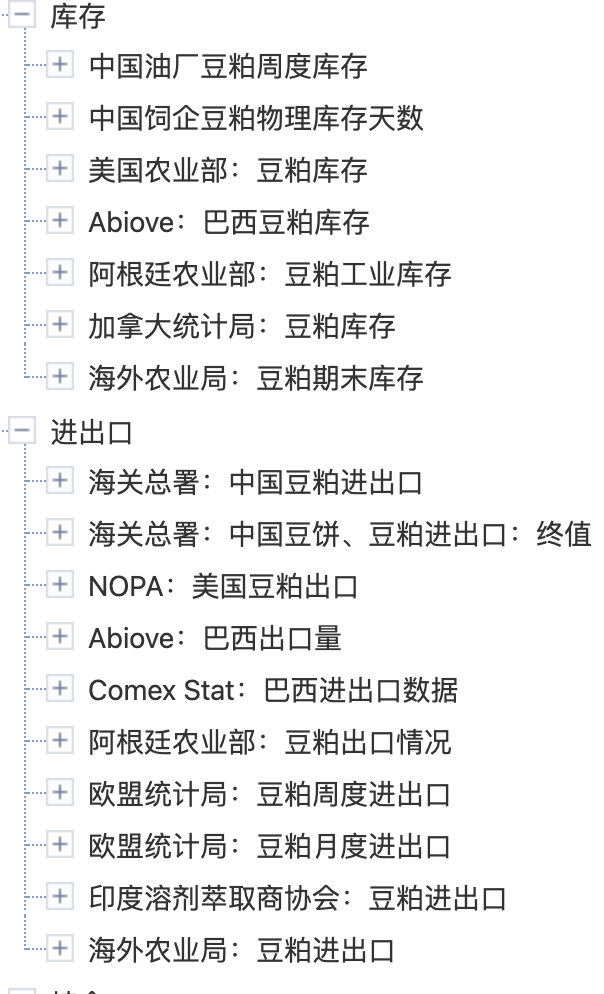 库存
中国油厂豆粕周度库存
中国饲企豆粕物理库存天数
美国农业部：豆粕库存
Abiove：巴西豆粕库存
阿根廷农业部：豆粕工业库存
加拿大统计局：豆粕库存
海外农业局：豆粕期末库存
进出口
海关总署：中国豆粕进出口
海关总署：中国豆饼、豆粕进出口：终值
NOPA：美国豆粕出口
Abiove：巴西出口量
Comex Stat：巴西进出口数据
阿根廷农业部：豆粕出口情况
欧盟统计局：豆粕周度进出口
欧盟统计局：豆粕月度进出口
印度溶剂萃取商协会：豆粕进出口
海外农业局：豆粕进出口